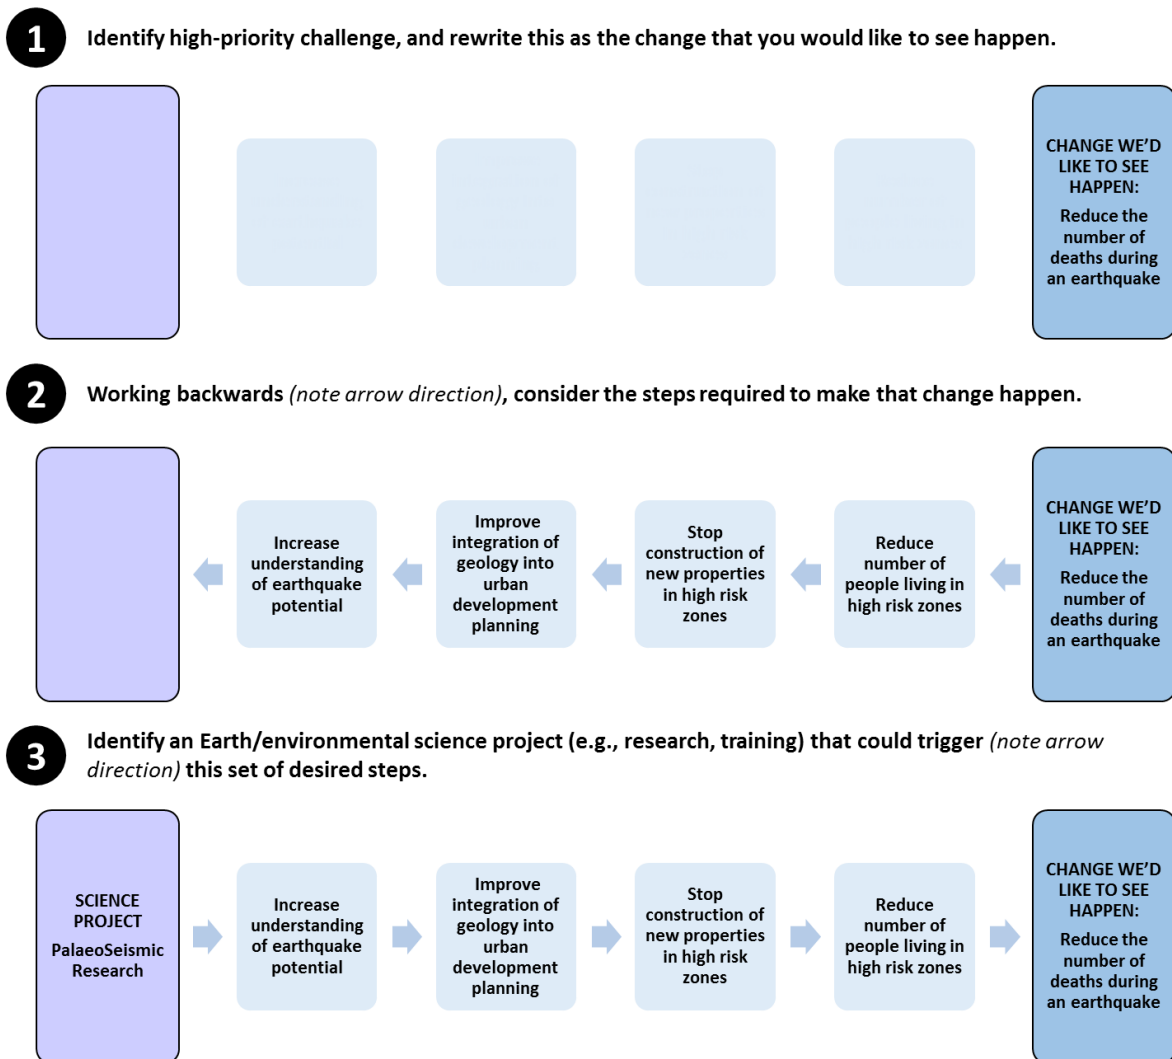 1
Identify high-priority challenge, and rewrite this as the change that you would like to see happen.
CHANGE WE’D
LIKE TO SEE
HAPPEN:
Reduce the
number of
deaths during
an earthquake
2
Working backwards (note arrow direction), consider the steps required to make that change happen.
Increase
understanding
of earthquake
potential
Improve
integration of
geology into
urban
development
planning
Stop
construction of
new properties
in high risk
zones
Reduce
number of
people living in
high risk zones
CHANGE WE’D
LIKE TO SEE
HAPPEN:
Reduce the
number of
deaths during
an earthquake
3
Identify an Earth/environmental science project (e.g., research, training) that could trigger (note arrow
direction) this set of desired steps.
SCIENCE
PROJECT
PalaeoSeismic
Research
Increase
understanding
of earthquake
potential
Improve
integration of
geology into
urban
development
planning
Stop
construction of
new properties
in high risk
zones
Reduce
number of
people living in
high risk zones
CHANGE WE’D
LIKE TO SEE
HAPPEN:
Reduce the
number of
deaths during
an earthquake